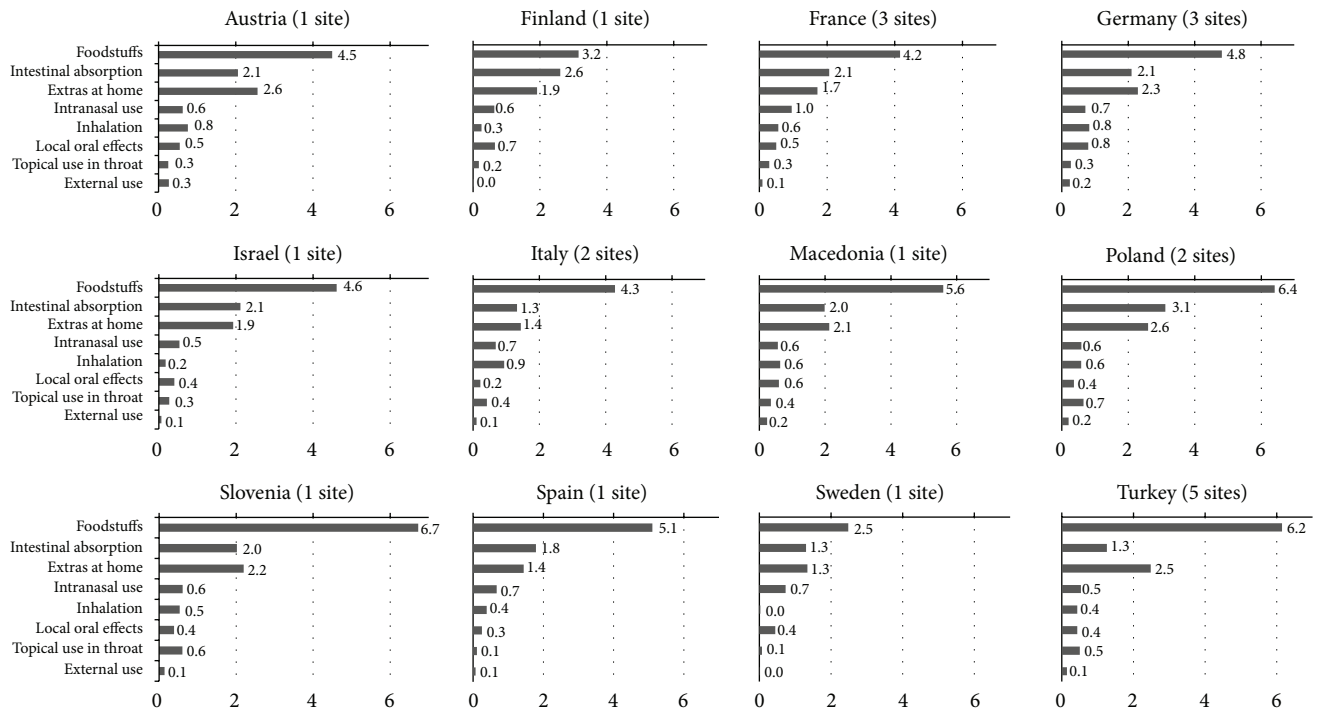 Austria (1 site)
Finland (1 site)
France (3 sites)
Germany (3 sites)
Foodstuffs
Intestinal absorption
Extras at home
Intranasal use
Inhalation
Local oral effects
Topical use in throat
External use
4.5
2.1
2.6
0.6
0.8
0.5
0.3
0.3
0 2 4 6
3.2
2.6
1.9
0.6
0.3
0.7
0.2
0.0
0 2 4 6
4.2
2.1
1.7
1.0
0.6
0.5
0.3
0.1
0 2 4 6
4.8
2.1
2.3
0.7
0.8
0.8
0.3
0.2
0 2 4 6
Israel (1 site)
Italy (2 sites)
Macedonia (1 site)
Poland (2 sites)
Foodstuffs
Intestinal absorption
Extras at home
Intranasal use
Inhalation
Local oral effects
Topical use in throat
External use
4.6
2.1
1.9
0.5
0.2
0.4
0.3
0.1
0 2 4 6
4.3
1.3
1.4
0.7
0.9
0.2
0.4
0.1
0 2 4 6
5.6
2.0
2.1
0.6
0.6
0.6
0.4
0.2
0 2 4 6
6.4
3.1
2.6
0.6
0.6
0.4
0.7
0.2
0 2 4 6
Slovenia (1 site)
Spain (1 site)
Sweden (1 site)
Turkey (5 sites)
Foodstuffs
Intestinal absorption
Extras at home
Intranasal use
Inhalation
Local oral effects
Topical use in throat
External use
6.7
2.0
2.2
0.6
0.5
0.4
0.6
0.1
0 2 4 6
5.1
1.8
1.4
0.7
0.4
0.3
0.1
0.1
0 2 4 6
2.5
1.3
1.3
0.7
0.0
0.4
0.1
0.0
0 2 4 6
6.2
1.3
2.5
0.5
0.4
0.4
0.5
0.1
0 2 4 6